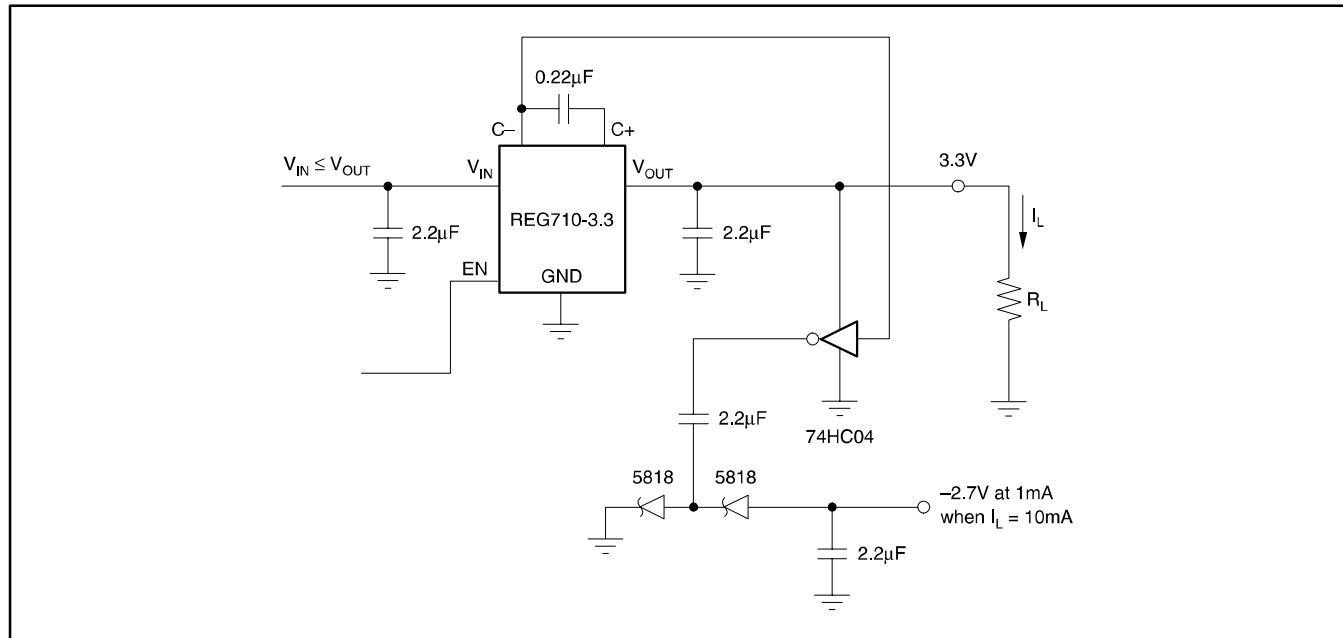 0.22µF
C–
C+
V_IN ≤ V_OUT
V_IN
V_OUT
3.3V
REG710-3.3
I_L
2.2µF
2.2µF
EN
GND
R_L
2.2µF
74HC04
5818
5818
–2.7V at 1mA
when I_L = 10mA
2.2µF